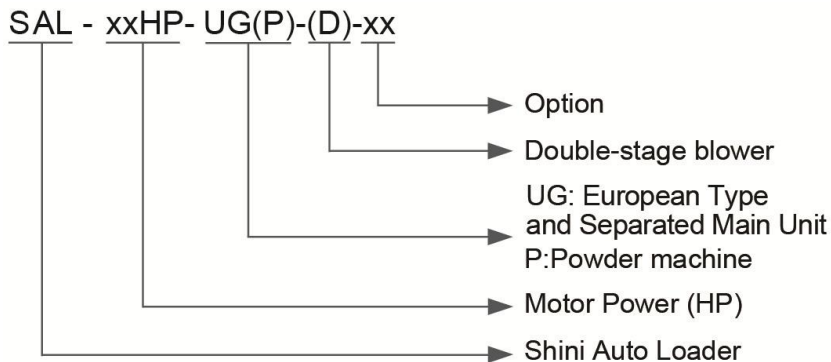 SAL - xxHP- UG(P)-(D)-xx
Option
Double-stage blower
UG: European Type
and Separated Main Unit
P:Powder machine
Motor Power (HP)
Shini Auto Loader